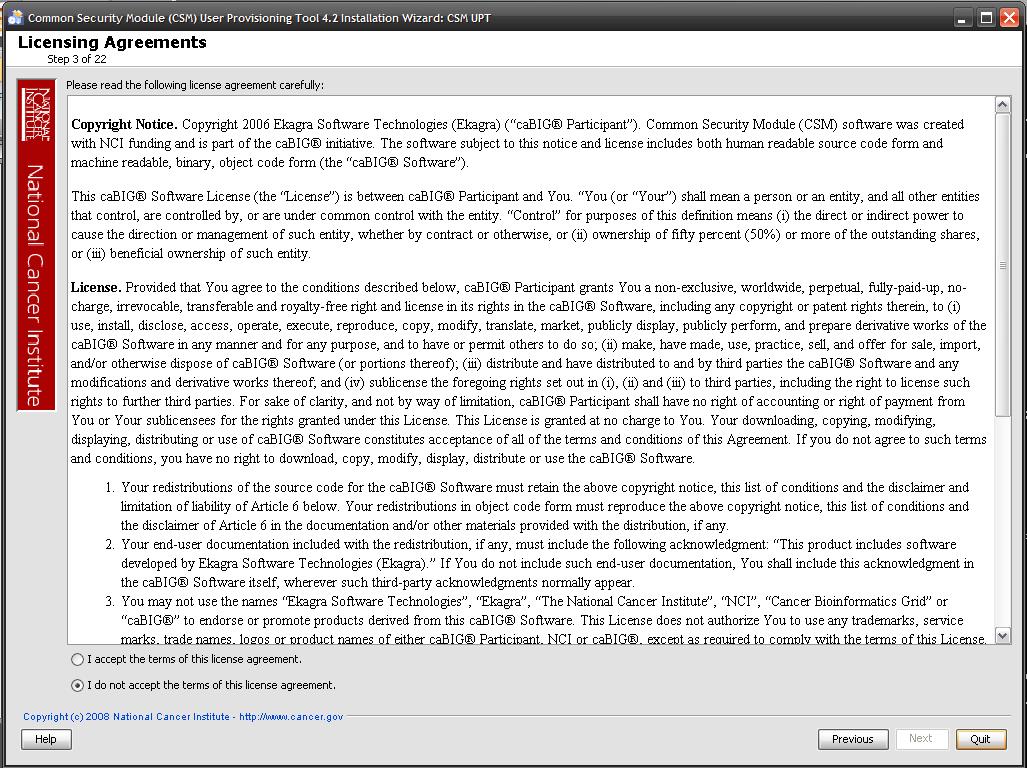 Common Security Module (CSM) User Provisioning Tool 4.2 Installation Wizard: CSM UPT
Licensing Agreements
Step 3 of 22
NATIONAL CANCER INSTITUTE
National Cancer Institute
Please read the following license agreement carefully:
Copyright Notice. Copyright 2006 Ekagra Software Technologies (Ekagra) (“caBIG® Participant”). Common Security Module (CSM) software was created
with NCI funding and is part of the caBIG® initiative. The software subject to this notice and license includes both human readable source code form and
machine readable, binary, object code form (the “caBIG® Software”).
This caBIG® Software License (the “License”) is between caBIG® Participant and You. “You (or “Your”) shall mean a person or an entity, and all other entities
that control, are controlled by, or are under common control with the entity. “Control” for purposes of this definition means (i) the direct or indirect power to
cause the direction or management of such entity, whether by contract or otherwise, or (ii) ownership of fifty percent (50%) or more of the outstanding shares,
or (iii) beneficial ownership of such entity.
License. Provided that You agree to the conditions described below, caBIG® Participant grants You a non-exclusive, worldwide, perpetual, fully-paid-up, no-
charge, irrevocable, transferable and royalty-free right and license in its rights in the caBIG® Software, including any copyright or patent rights therein, to (i)
use, install, disclose, access, operate, execute, reproduce, copy, modify, translate, market, publicly display, publicly perform, and prepare derivative works of the
caBIG® Software in any manner and for any purpose, and to have or permit others to do so; (ii) make, have made, use, practice, sell, and offer for sale, import,
and/or otherwise dispose of caBIG® Software (or portions thereof); (iii) distribute and have distributed to and by third parties the caBIG® Software and any
modifications and derivative works thereof; and (iv) sublicense the foregoing rights set out in (i), (ii) and (iii) to third parties, including the right to license such
rights to further third parties. For sake of clarity, and not by way of limitation, caBIG® Participant shall have no right of accounting or right of payment from
You or Your sublicensees for the rights granted under this License. This License is granted at no charge to You. Your downloading, copying, modifying,
displaying, distributing or use of caBIG® Software constitutes acceptance of all of the terms and conditions of this Agreement. If you do not agree to such terms
and conditions, you have no right to download, copy, modify, display, distribute or use the caBIG® Software.
1. Your redistributions of the source code for the caBIG® Software must retain the above copyright notice, this list of conditions and the disclaimer and
limitation of liability of Article 6 below. Your redistributions in object code form must reproduce the above copyright notice, this list of conditions and
the disclaimer of Article 6 in the documentation and/or other materials provided with the distribution, if any.
2. Your end-user documentation included with the redistribution, if any, must include the following acknowledgment: “This product includes software
developed by Ekagra Software Technologies (Ekagra).” If You do not include such end-user documentation, You shall include this acknowledgment in
the caBIG® Software itself, wherever such third-party acknowledgments normally appear.
3. You may not use the names “Ekagra Software Technologies”, “Ekagra”, “The National Cancer Institute”, “NCI”, “Cancer Bioinformatics Grid” or
“caBIG®” to endorse or promote products derived from this caBIG® Software. This License does not authorize You to use any trademarks, service
marks, trade names, logos or product names of either caBIG® Participant, NCI or caBIG®, except as required to comply with the terms of this License.
I accept the terms of this license agreement.
I do not accept the terms of this license agreement.
Copyright (c) 2008 National Cancer Institute - http://www.cancer.gov
Help
Previous
Next
Quit